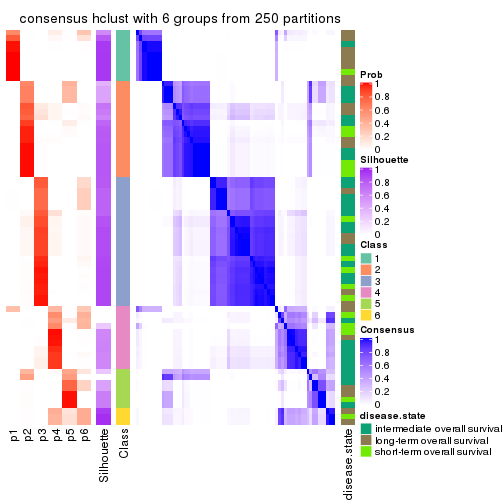 consensus hclust with 6 groups from 250 partitions
Prob
1
0.8
0.6
0.4
0.2
0
Silhouette
1
0.8
0.6
0.4
0.2
0
Class
1
2
3
4
5
6
Consensus
1
0.8
0.6
0.4
0.2
0
disease.state
intermediate overall survival
long-term overall survival
short-term overall survival
p1
p2
p3
p4
p5
p6
Silhouette
Class
disease.state